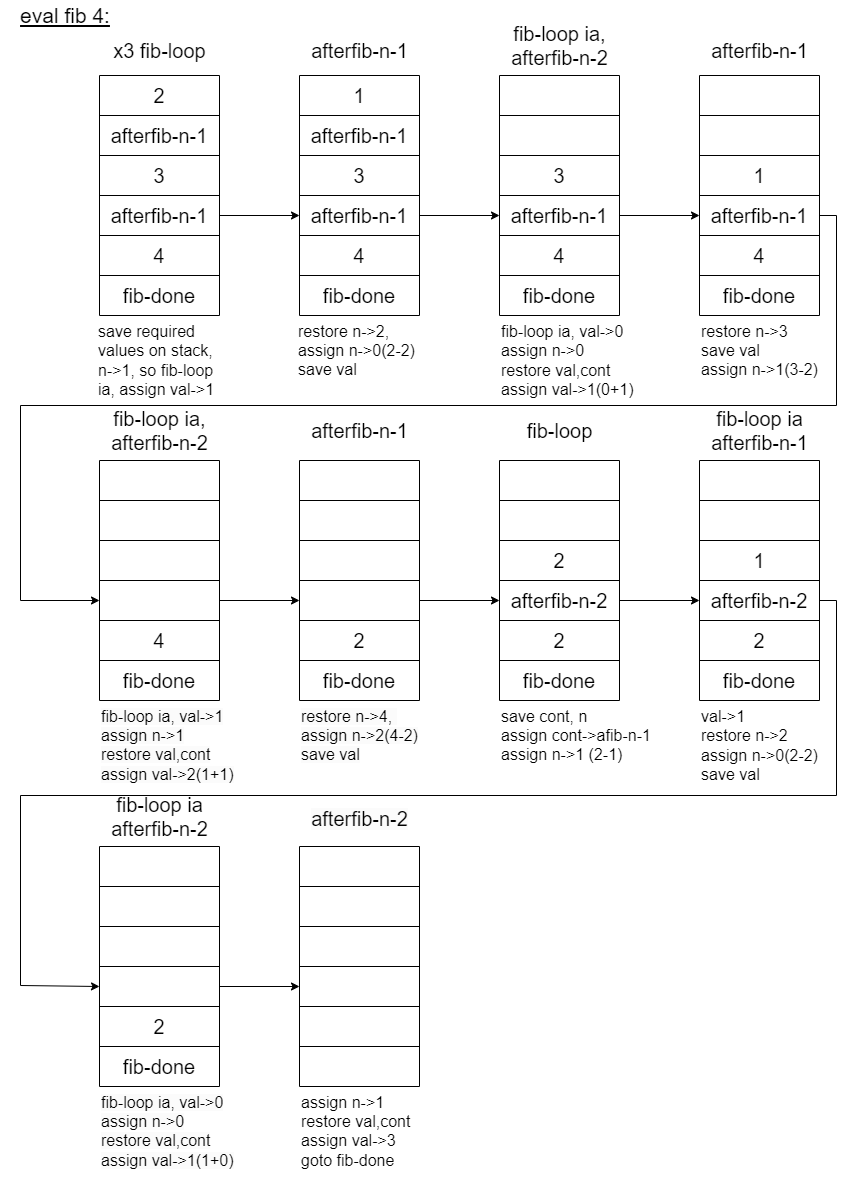 eval fib 4:
x3 fib-loop
2
afterfib-n-1
3
afterfib-n-1
4
fib-done
save required
values on stack,
n->1, so fib-loop
ia, assign val->1
afterfib-n-1
1
afterfib-n-1
3
afterfib-n-1
4
fib-done
restore n->2,
assign n->0(2-2)
save val
fib-loop ia,
afterfib-n-2
3
afterfib-n-1
4
fib-done
fib-loop ia, val->0
assign n->0
restore val,cont
assign val->1(0+1)
afterfib-n-1
1
afterfib-n-1
4
fib-done
restore n->3
save val
assign n->1(3-2)
fib-loop ia,
afterfib-n-2
4
fib-done
fib-loop ia, val->1
assign n->1
restore val,cont
assign val->2(1+1)
afterfib-n-1
2
fib-done
restore n->4,
assign n->2(4-2)
save val
fib-loop
2
afterfib-n-2
2
fib-done
save cont, n
assign cont->afib-n-1
assign n->1 (2-1)
fib-loop ia
afterfib-n-1
1
afterfib-n-2
2
fib-done
val->1
restore n->2
assign n->0(2-2)
save val
fib-loop ia
afterfib-n-2
2
fib-done
fib-loop ia, val->0
assign n->0
restore val,cont
assign val->1(1+0)
afterfib-n-2
assign n->1
restore val,cont
assign val->3
goto fib-done